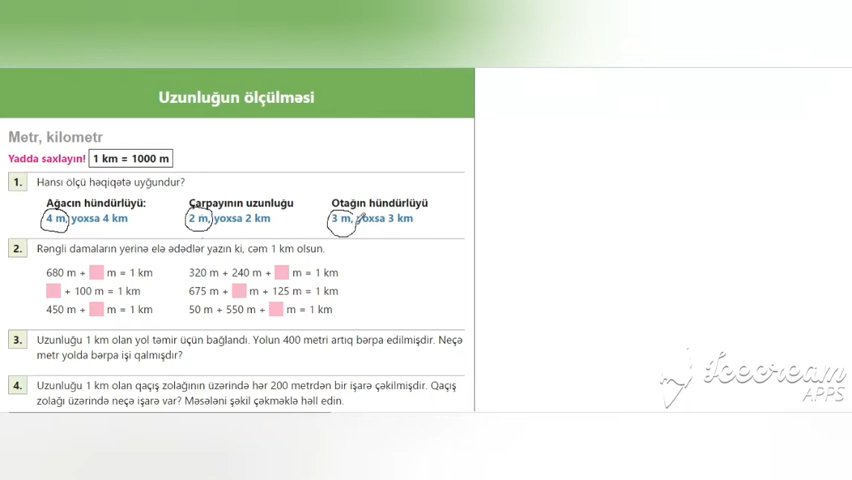 Uzunluğun ölçülməsi
Metr, kilometr
Yadda saxlayın! 1 km = 1000 m
1. Hansı ölçü həqiqətə uyğundur?
Ağacın hündürlüyü: Çarpayının uzunluğu Otağın hündürlüyü
4 m, yoxsa 4 km 2 m, yoxsa 2 km 3 m, yoxsa 3 km
2. Rəngli damaların yerinə elə ədədlər yazın ki, cəm 1 km olsun.
680 m + m = 1 km 320 m + 240 m + m = 1 km
+ 100 m = 1 km 675 m + m + 125 m = 1 km
450 m + m = 1 km 50 m + 550 m + m = 1 km
3. Uzunluğu 1 km olan yol təmir üçün bağlandı. Yolun 400 metri artıq bərpa edilmişdir. Neçə
metr yolda bərpa işi qalmışdır?
4. Uzunluğu 1 km olan qaçış zolağının üzərində hər 200 metrdən bir işarə çəkilmişdir. Qaçış
zolağı üzərində neçə işarə var? Məsələni şəkil çəkməklə həll edin.
Icecream
APPS